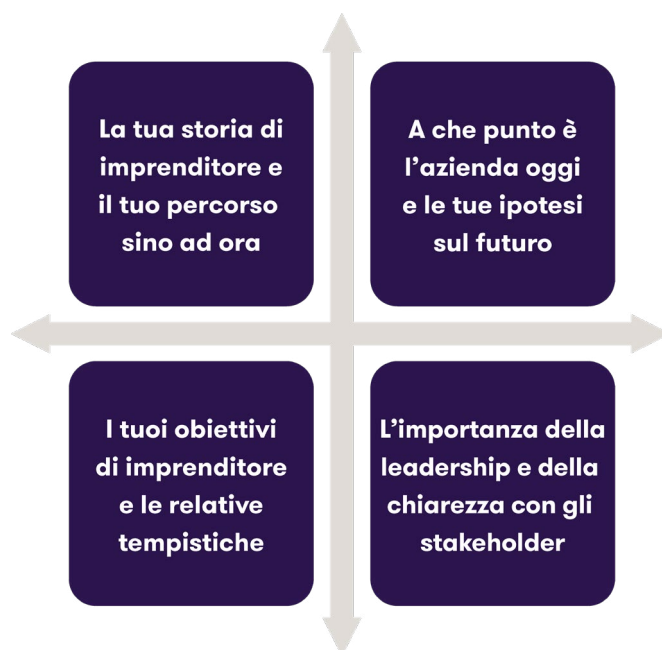 La tua storia di
imprenditore e
il tuo percorso
sino ad ora
A che punto è
l'azienda oggi
e le tue ipotesi
sul futuro
I tuoi obiettivi
di imprenditore
e le relative
tempistiche
L'importanza della
leadership e della
chiarezza con gli
stakeholder